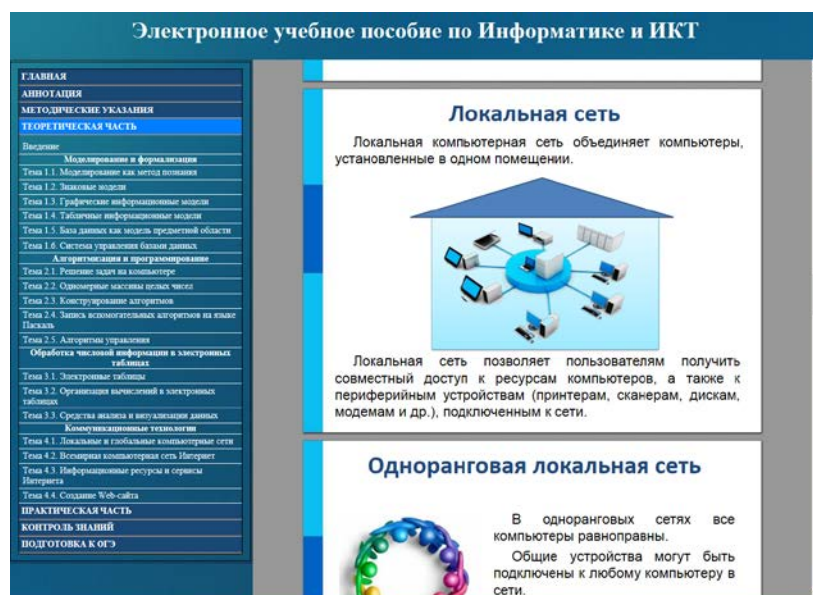 Электронное учебное пособие по Информатике и ИКТ
ГЛАВНАЯ
АННОТАЦИЯ
МЕТОДИЧЕСКИЕ УКАЗАНИЯ
ТЕОРЕТИЧЕСКАЯ ЧАСТЬ
Введение
Моделирование и формализация
Тема 1.1. Моделирование как метод познания
Тема 1.2. Знаковые модели
Тема 1.3. Графические информационные модели
Тема 1.4. Табличные информационные модели
Тема 1.5. База данных как модель предметной области
Тема 1.6. Система управления базами данных
Алгоритмизация и программирование
Тема 2.1. Решение задач на компьютере
Тема 2.2. Одномерные массивы целых чисел
Тема 2.3. Конструирование алгоритмов
Тема 2.4. Запись вспомогательных алгоритмов на языке
Паскаль
Тема 2.5. Алгоритмы управления
Обработка числовой информации в электронных
таблицах
Тема 3.1. Электронные таблицы
Тема 3.2. Организация вычислений в электронных
таблицах
Тема 3.3. Средства анализа и визуализации данных
Коммуникационные технологии
Тема 4.1. Локальные и глобальные компьютерные сети
Тема 4.2. Всемирная компьютерная сеть Интернет
Тема 4.3. Информационные ресурсы и сервисы
Интернета
Тема 4.4. Создание Web-сайта
ПРАКТИЧЕСКАЯ ЧАСТЬ
КОНТРОЛЬ ЗНАНИЙ
ПОДГОТОВКА К ОГЭ
Локальная сеть
Локальная компьютерная сеть объединяет компьютеры,
установленные в одном помещении.
Локальная сеть позволяет пользователям получить
совместный доступ к ресурсам компьютеров, а также к
периферийным устройствам (принтерам, сканерам, дискам,
модемам и др.), подключенным к сети.
Одноранговая локальная сеть
В одноранговых сетях все
компьютеры равноправны.
Общие устройства могут быть
подключены к любому компьютеру в
сети.